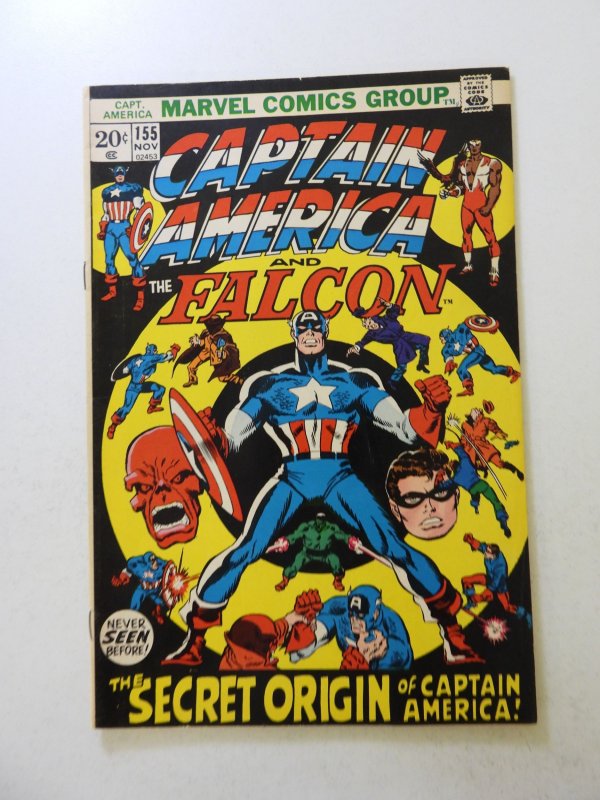 CAPT. AMERICA
MARVEL COMICS GROUP TM
APPROVED
BY THE
COMICS
CODE
AUTHORITY
20¢
CC
155
NOV
02453
CAPTAIN
AMERICA
AND
THE FALCON TM
NEVER
SEEN
BEFORE!
THE SECRET ORIGIN OF CAPTAIN
AMERICA!